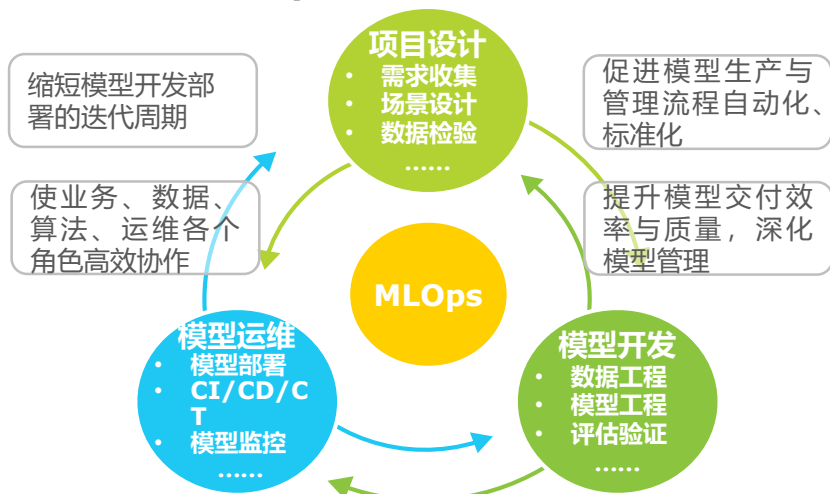 项目设计
• 需求收集
• 场景设计
• 数据检验
……
缩短模型开发部
署的迭代周期
促进模型生产与
管理流程自动化、
标准化
使业务、数据、
算法、运维各个
角色高效协作
提升模型交付效
率与质量，深化
模型管理
MLOps
模型运维
• 模型部署
• CI/CD/C
T
• 模型监控
……
模型开发
• 数据工程
• 模型工程
• 评估验证
……